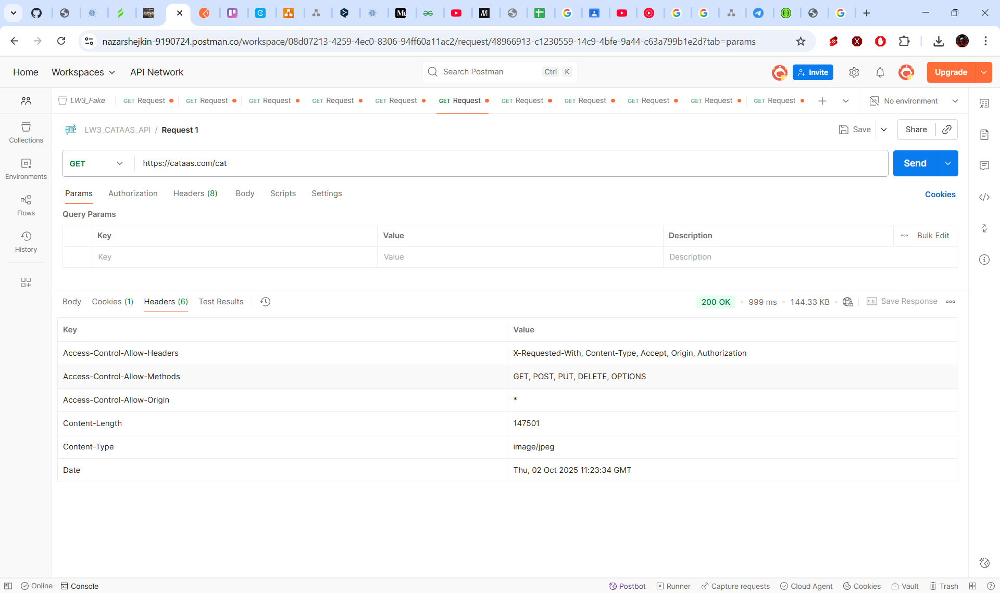 nazarshejkin-9190724.postman.co/workspace/08d07213-4259-4ec0-8306-94ff60a11ac2/request/48966913-c1230559-14c9-4bfe-9a44-c63a799b1e2d?tab=params
Home Workspaces API Network Search Postman Ctrl K Invite Upgrade
LW3_Fake GET Request GET Request GET Request GET Request GET Request GET Request GET Request GET Request GET Request GET Request GET Request No environment
HTTP LW3_CATAAS_API / Request 1 Save Share
Collections
Environments
Flows
History
GET https://cataas.com/cat Send
Params Authorization Headers (8) Body Scripts Settings Cookies
Query Params
Key Value Description Bulk Edit
Key Value Description
Body Cookies (1) Headers (6) Test Results 200 OK 999 ms 144.33 KB e.g. Save Response
Key Value
Access-Control-Allow-Headers X-Requested-With, Content-Type, Accept, Origin, Authorization
Access-Control-Allow-Methods GET, POST, PUT, DELETE, OPTIONS
Access-Control-Allow-Origin *
Content-Length 147501
Content-Type image/jpeg
Date Thu, 02 Oct 2025 11:23:34 GMT
Online Console Postbot Runner Capture requests Cloud Agent Cookies Vault Trash